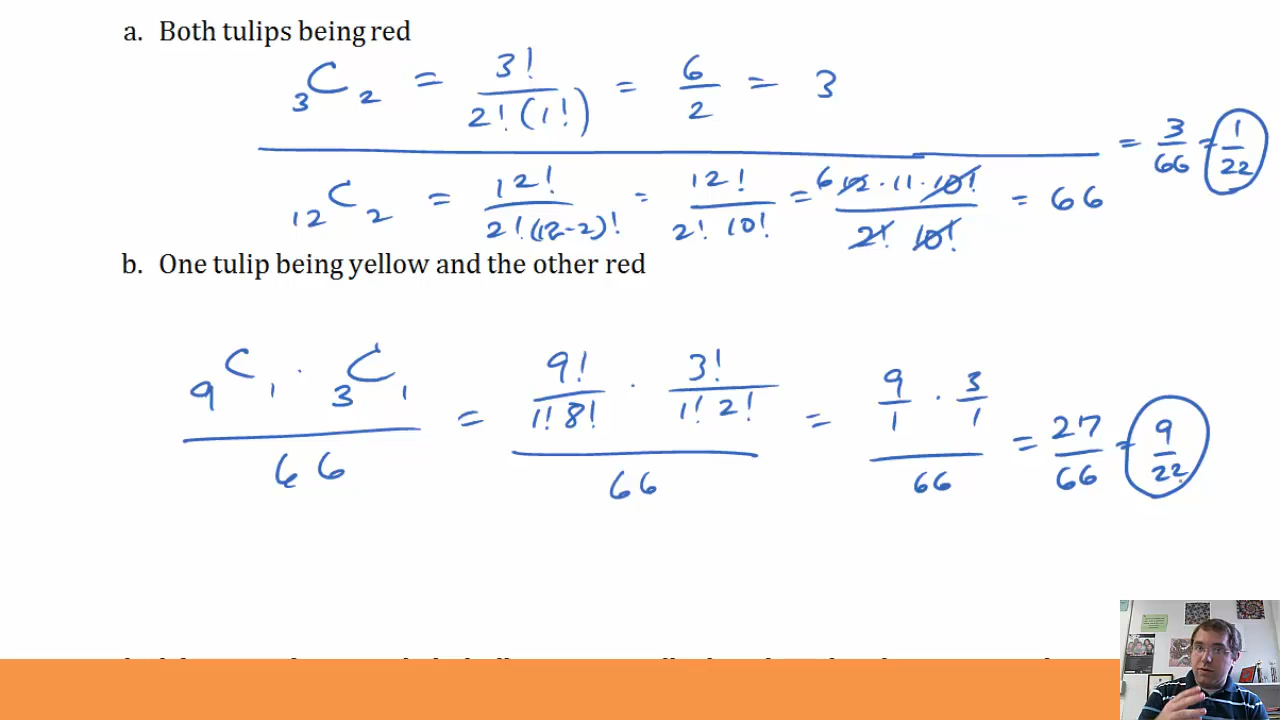 a. Both tulips being red
₃C₂ = 3!/2!(1!) = 6/2 = 3
₁₂C₂ = 12!/2!(12-2)! = 12!/2! 10! = 6 12·11·10!/2! 10! = 66
= 3/66 = 1/22
b. One tulip being yellow and the other red
₉C₁ · ₃C₁/66 = 9!/1! 8! · 3!/1! 2!/66 = 9/1 · 3/1/66 = 27/66 = 9/22